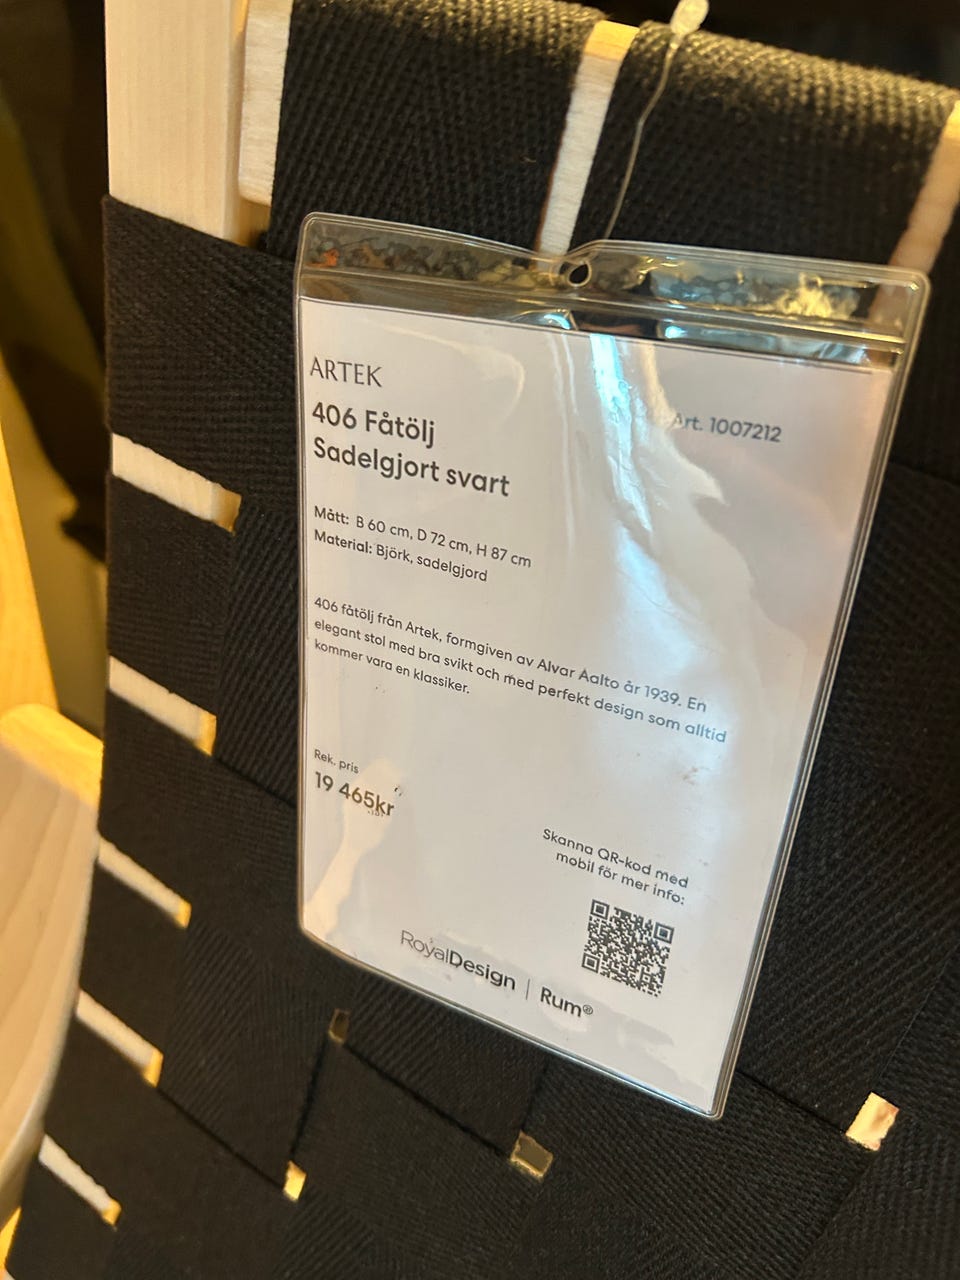 ARTEK
406 Fåtölj
Sadelgjort svart
Art. 1007212
Mått: B 60 cm, D 72 cm, H 87 cm
Material: Björk, sadelgjord
406 fåtölj från Artek, formgiven av Alvar Aalto år 1939. En
elegant stol med bra svikt och med perfekt design som alltid
kommer vara en klassiker.
Rek. pris
19 465kr
Skanna QR-kod med
mobil för mer info:
RoyalDesign | Rum®